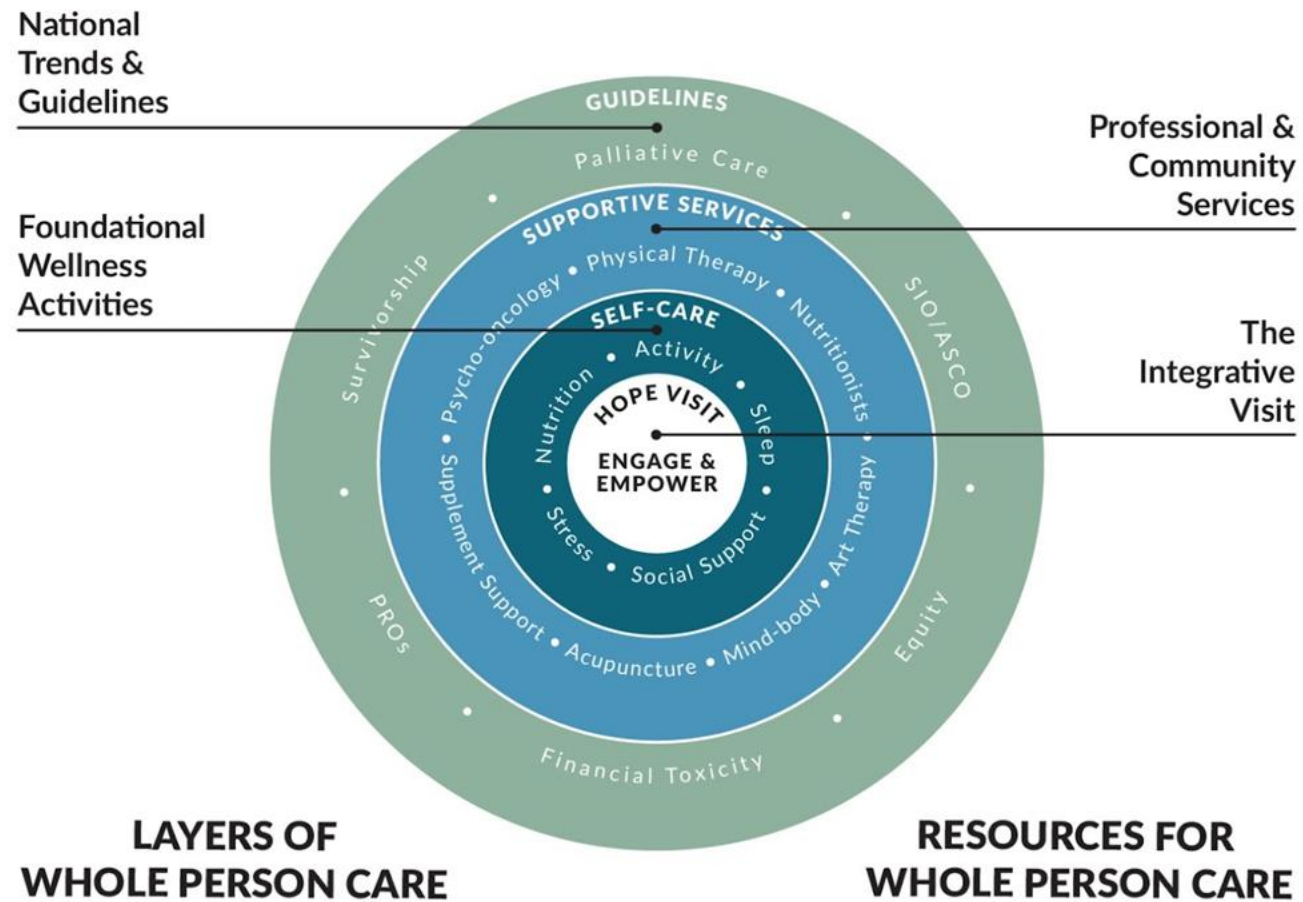 National
Trends &
Guidelines
Foundational
Wellness
Activities
Professional &
Community
Services
The
Integrative
Visit
GUIDELINES
Palliative Care
SIO/ASCO
Equity
Financial Toxicity
PROs
Survivorship
SUPPORTIVE SERVICES
Physical Therapy
Nutritionists
Art Therapy
Mind-body
Acupuncture
Supplement Support
Psycho-oncology
SELF-CARE
Activity
Sleep
Social Support
Stress
Nutrition
HOPE VISIT
ENGAGE &
EMPOWER
LAYERS OF
WHOLE PERSON CARE
RESOURCES FOR
WHOLE PERSON CARE